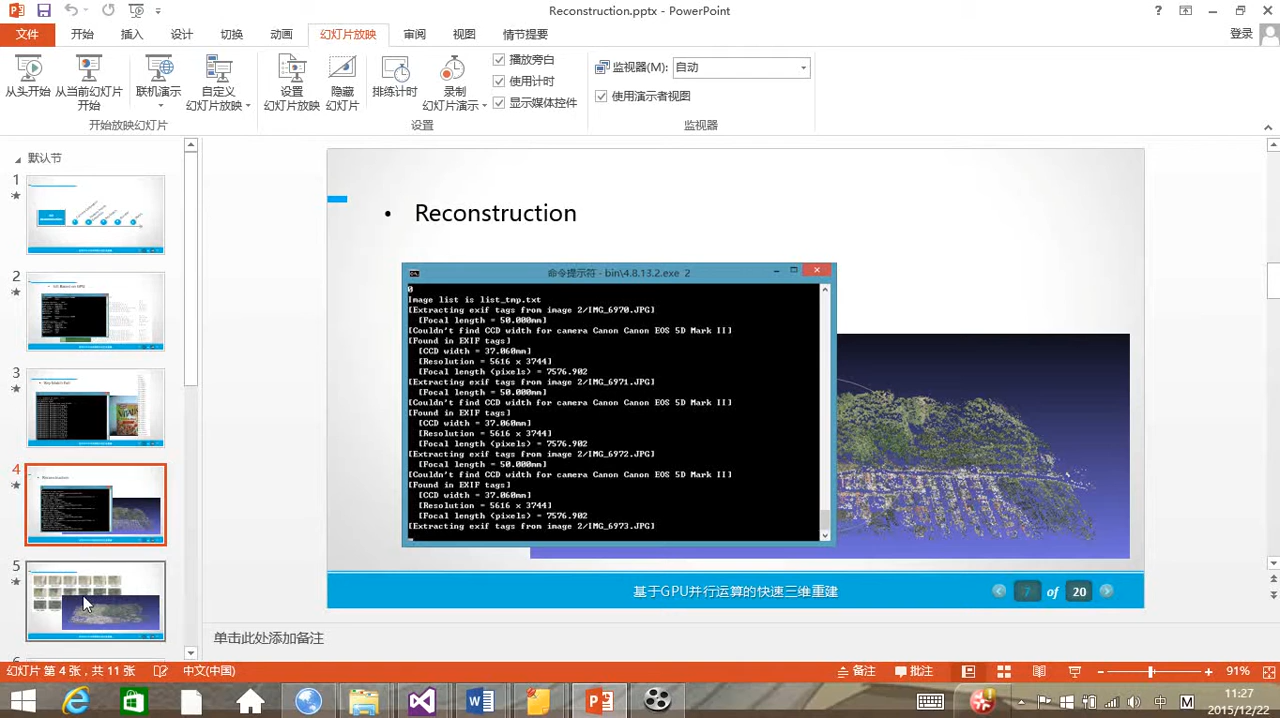 Reconstruction.pptx - PowerPoint
?
文件
开始
插入
设计
切换
动画
幻灯片放映
审阅
视图
情节提要
登录
从头开始
从当前幻灯片
开始
联机演示
自定义
幻灯片放映
设置
幻灯片放映
隐藏
幻灯片
排练计时
录制
幻灯片演示
播放旁白
使用计时
显示媒体控件
监视器(M):
自动
使用演示者视图
开始放映幻灯片
设置
监视器
默认节
1
2
3
4
5
• Reconstruction
命令提示符 - bin\4.8.13.2.exe 2
0
Image list is list_tmp.txt
[Extracting exif tags from image 2/IMG_6970.JPG]
[Focal length = 50.000mm]
[Couldn't find CCD width for camera Canon Canon EOS 5D Mark II]
[Found in EXIF tags]
[CCD width = 37.060mm]
[Resolution = 5616 x 3744]
[Focal length (pixels) = 7576.902
[Extracting exif tags from image 2/IMG_6971.JPG]
[Focal length = 50.000mm]
[Couldn't find CCD width for camera Canon Canon EOS 5D Mark II]
[Found in EXIF tags]
[CCD width = 37.060mm]
[Resolution = 5616 x 3744]
[Focal length (pixels) = 7576.902
[Extracting exif tags from image 2/IMG_6972.JPG]
[Focal length = 50.000mm]
[Couldn't find CCD width for camera Canon Canon EOS 5D Mark II]
[Found in EXIF tags]
[CCD width = 37.060mm]
[Resolution = 5616 x 3744]
[Focal length (pixels) = 7576.902
[Extracting exif tags from image 2/IMG_6973.JPG]
基于GPU并行运算的快速三维重建
7 of 20
单击此处添加备注
幻灯片 第 4 张，共 11 张
中文(中国)
备注
批注
91%
中
M
11:27
2015/12/22